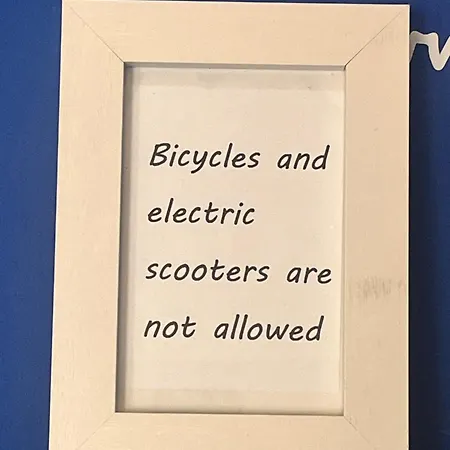 Bicycles and
electric
scooters are
not allowed